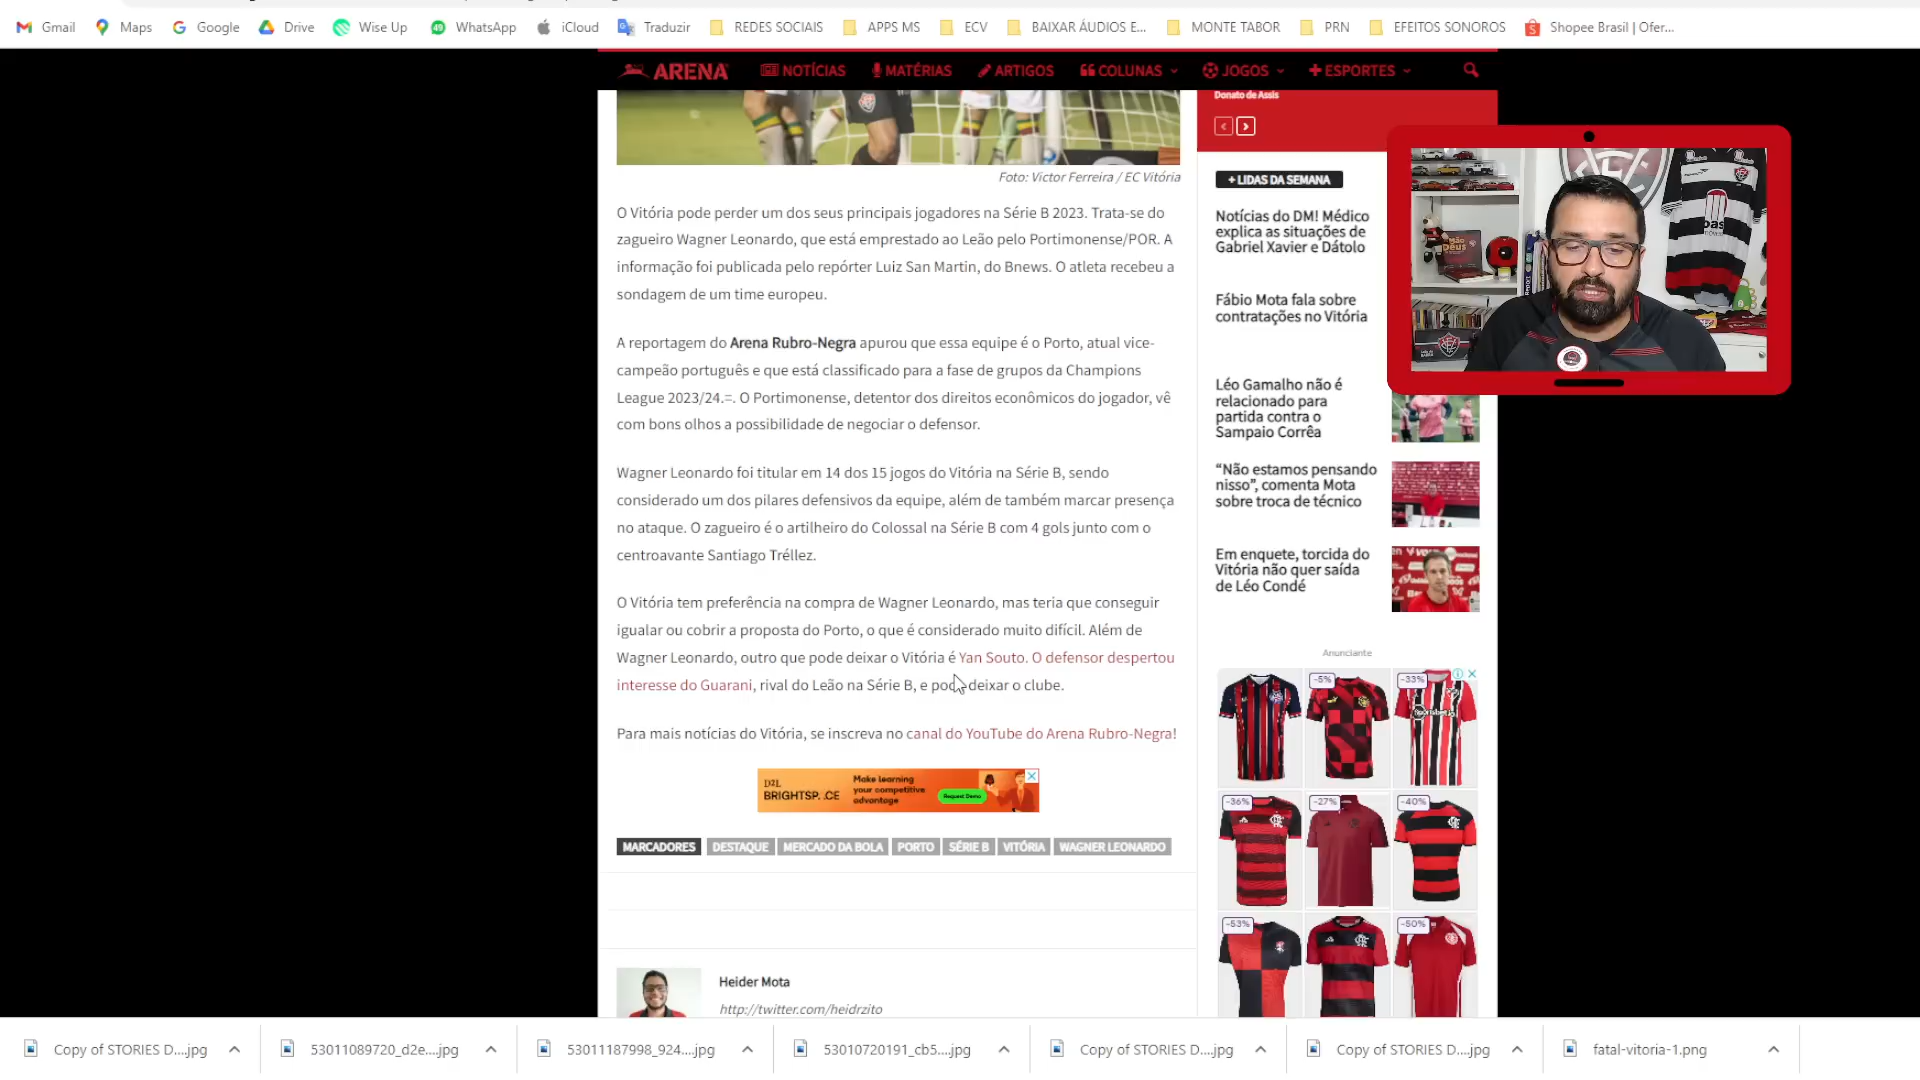 Gmail Maps Google Drive Wise Up WhatsApp iCloud Traduzir REDES SOCIAIS APPS MS ECV BAIXAR ÁUDIOS E... MONTE TABOR PRN EFEITOS SONOROS Shopee Brasil | Ofer...
ARENA NOTÍCIAS MATÉRIAS ARTIGOS COLUNAS JOGOS ESPORTES
Foto: Victor Ferreira / EC Vitória
O Vitória pode perder um dos seus principais jogadores na Série B 2023. Trata-se do
zagueiro Wagner Leonardo, que está emprestado ao Leão pelo Portimonense/POR. A
informação foi publicada pelo repórter Luiz San Martin, do Bnews. O atleta recebeu a
sondagem de um time europeu.
A reportagem do Arena Rubro-Negra apurou que essa equipe é o Porto, atual vice-
campeão português e que está classificado para a fase de grupos da Champions
League 2023/24.=. O Portimonense, detentor dos direitos econômicos do jogador, vê
com bons olhos a possibilidade de negociar o defensor.
Wagner Leonardo foi titular em 14 dos 15 jogos do Vitória na Série B, sendo
considerado um dos pilares defensivos da equipe, além de também marcar presença
no ataque. O zagueiro é o artilheiro do Colossal na Série B com 4 gols junto com o
centroavante Santiago Tréllez.
O Vitória tem preferência na compra de Wagner Leonardo, mas teria que conseguir
igualar ou cobrir a proposta do Porto, o que é considerado muito difícil. Além de
Wagner Leonardo, outro que pode deixar o Vitória é Yan Souto. O defensor despertou
interesse do Guarani, rival do Leão na Série B, e pode deixar o clube.
Para mais notícias do Vitória, se inscreva no canal do YouTube do Arena Rubro-Negra!
D2L
BRIGHTSP. .CE
Make learning
your competitive
advantage
Request Demo
MARCADORES DESTAQUE MERCADO DA BOLA PORTO SÉRIE B VITÓRIA WAGNER LEONARDO
Heider Mota
http://twitter.com/heidrzito
Donato de Assis
+ LIDAS DA SEMANA
Notícias do DM! Médico
explica as situações de
Gabriel Xavier e Dátolo
Fábio Mota fala sobre
contratações no Vitória
Léo Gamalho não é
relacionado para
partida contra o
Sampaio Corrêa
“Não estamos pensando
nisso”, comenta Mota
sobre troca de técnico
Em enquete, torcida do
Vitória não quer saída
de Léo Condé
Anunciante
-5% -33%
-36% -27% -40%
-53% -50%
Copy of STORIES D....jpg 53011089720_d2e....jpg 53011187998_924....jpg 53010720191_cb5....jpg Copy of STORIES D....jpg Copy of STORIES D....jpg fatal-vitoria-1.png